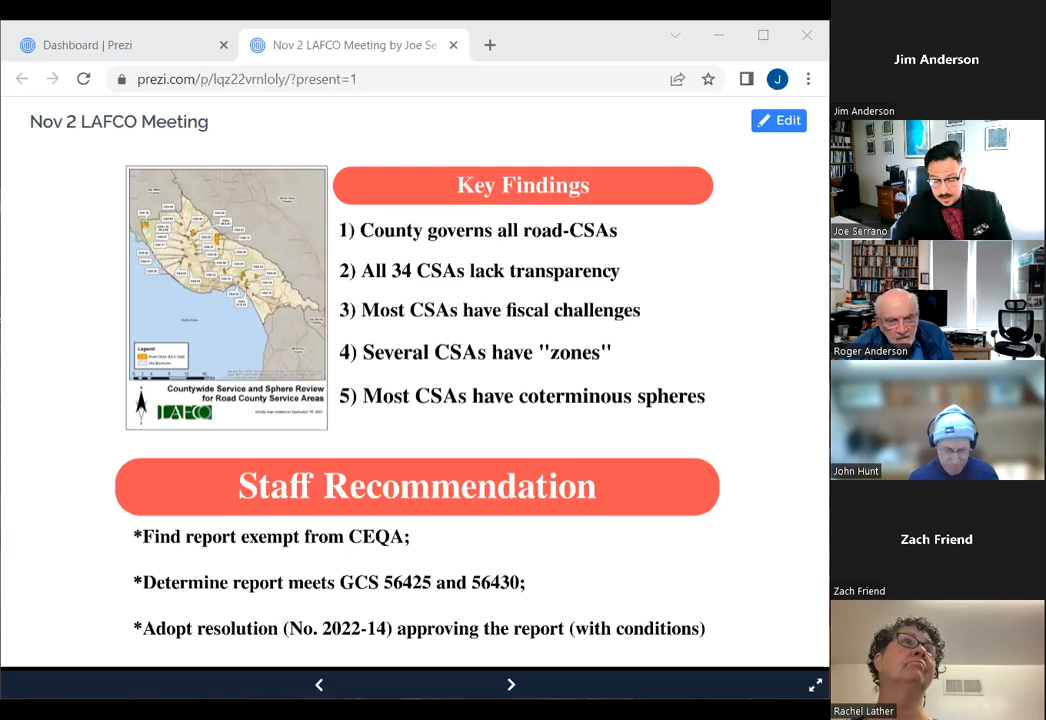 Dashboard | Prezi
Nov 2 LAFCO Meeting by Joe Se
prezi.com/p/lqz22vrnloly/?present=1
J
Nov 2 LAFCO Meeting
Edit
Key Findings
1) County governs all road-CSAs
2) All 34 CSAs lack transparency
3) Most CSAs have fiscal challenges
4) Several CSAs have "zones"
5) Most CSAs have coterminous spheres
Legend
Countywide Service and Sphere Review
for Road County Service Areas
LAFCO
Staff Recommendation
*Find report exempt from CEQA;
*Determine report meets GCS 56425 and 56430;
*Adopt resolution (No. 2022-14) approving the report (with conditions)
Jim Anderson
Jim Anderson
Joe Serrano
Roger Anderson
John Hunt
Zach Friend
Zach Friend
Rachel Lather